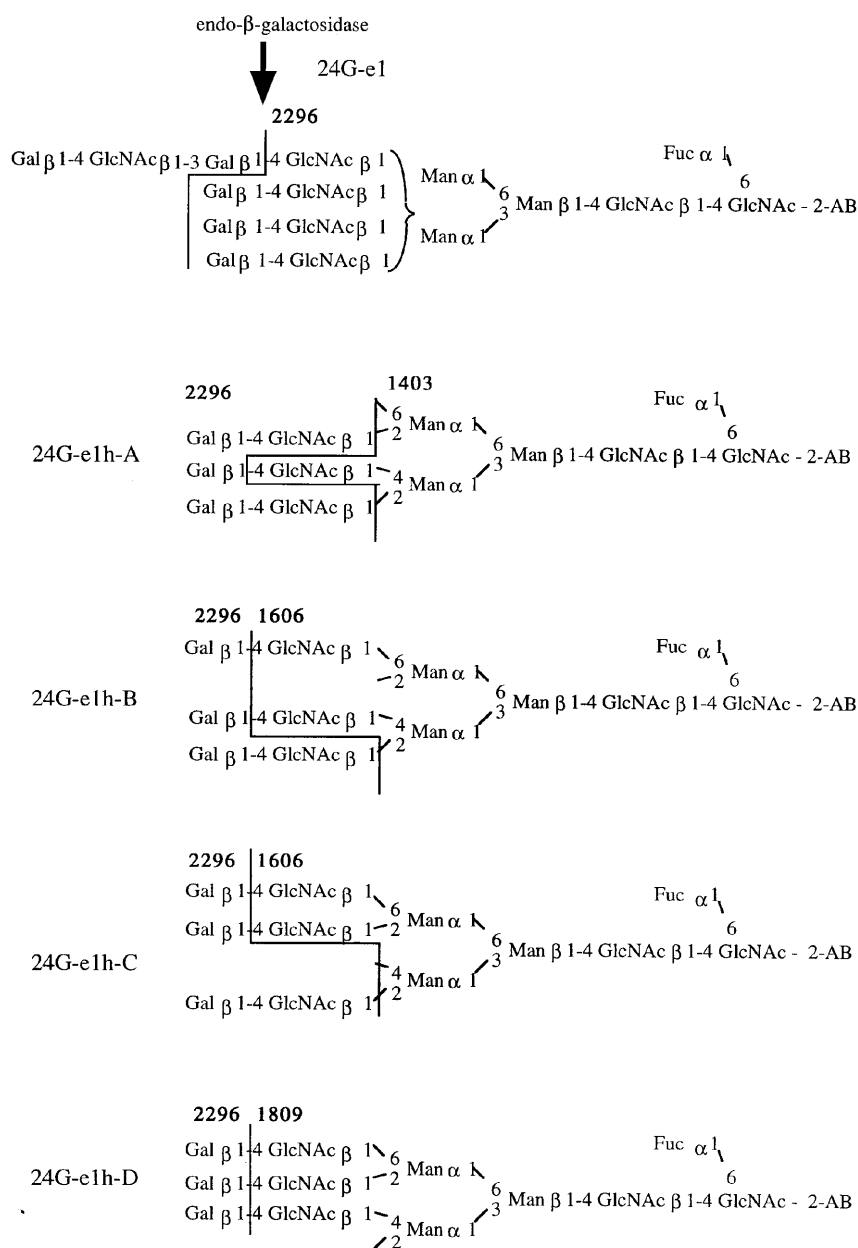 endo-β-galactosidase
24G-e1
2296
Gal β 1-4 GlcNAc β 1-3 Gal β 1-4 GlcNAc β 1
Fuc α 1
Gal β 1-4 GlcNAc β 1
Man α 1
6
6
3
Man β 1-4 GlcNAc β 1-4 GlcNAc - 2-AB
Gal β 1-4 GlcNAc β 1
Man α 1
Gal β 1-4 GlcNAc β 1
2296
1403
24G-e1h-A
Fuc α 1
6
Gal β 1-4 GlcNAc β 1
6
2
Man α 1
Gal β 1-4 GlcNAc β 1
6
3
Man β 1-4 GlcNAc β 1-4 GlcNAc - 2-AB
Gal β 1-4 GlcNAc β 1
4
2
Man α 1
2296 1606
24G-e1h-B
Gal β 1-4 GlcNAc β 1
Fuc α 1
6
6
2
Man α 1
6
3
Man β 1-4 GlcNAc β 1-4 GlcNAc - 2-AB
Gal β 1-4 GlcNAc β 1
4
2
Man α 1
Gal β 1-4 GlcNAc β 1
2296 1606
24G-e1h-C
Gal β 1-4 GlcNAc β 1
Fuc α 1
6
Gal β 1-4 GlcNAc β 1
6
2
Man α 1
6
3
Man β 1-4 GlcNAc β 1-4 GlcNAc - 2-AB
4
2
Man α 1
Gal β 1-4 GlcNAc β 1
2296 1809
24G-e1h-D
Gal β 1-4 GlcNAc β 1
Fuc α 1
6
Gal β 1-4 GlcNAc β 1
6
2
Man α 1
6
3
Man β 1-4 GlcNAc β 1-4 GlcNAc - 2-AB
Gal β 1-4 GlcNAc β 1
4
2
Man α 1